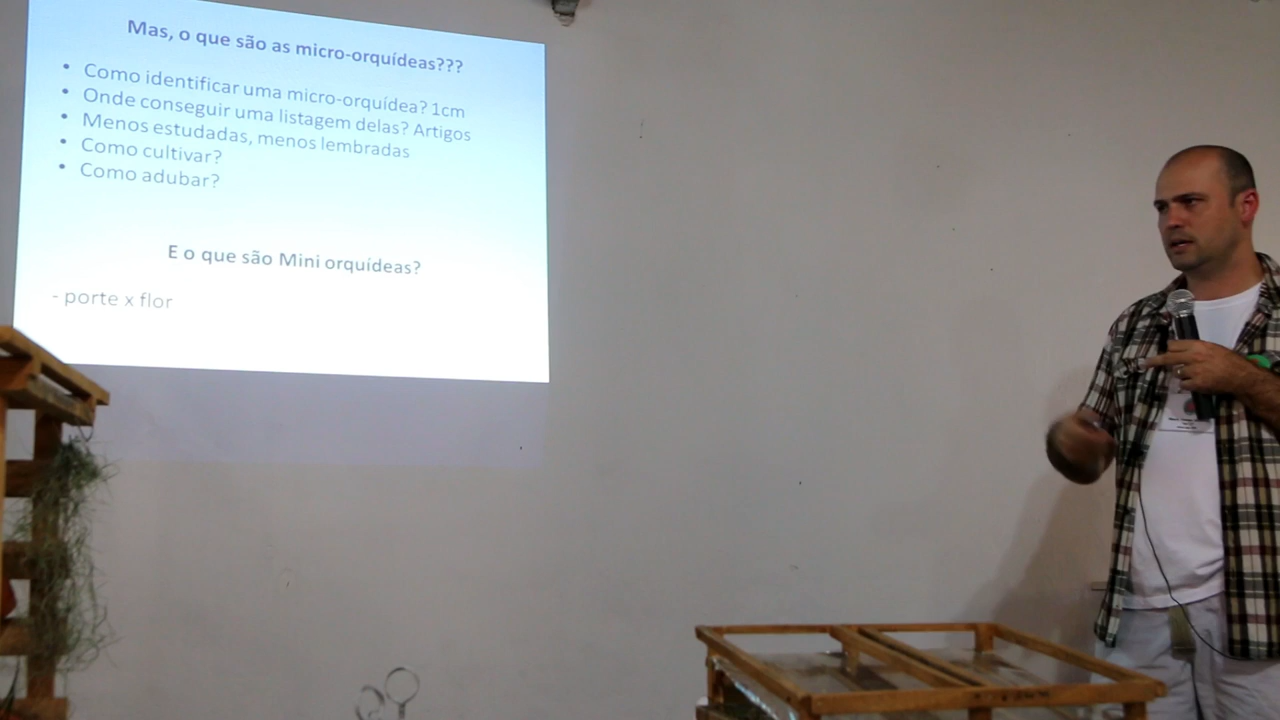 Mas, o que são as micro-orquídeas???
• Como identificar uma micro-orquídea? 1cm
• Onde conseguir uma listagem delas? Artigos
• Menos estudadas, menos lembradas
• Como cultivar?
• Como adubar?
E o que são Mini orquídeas?
- porte x flor